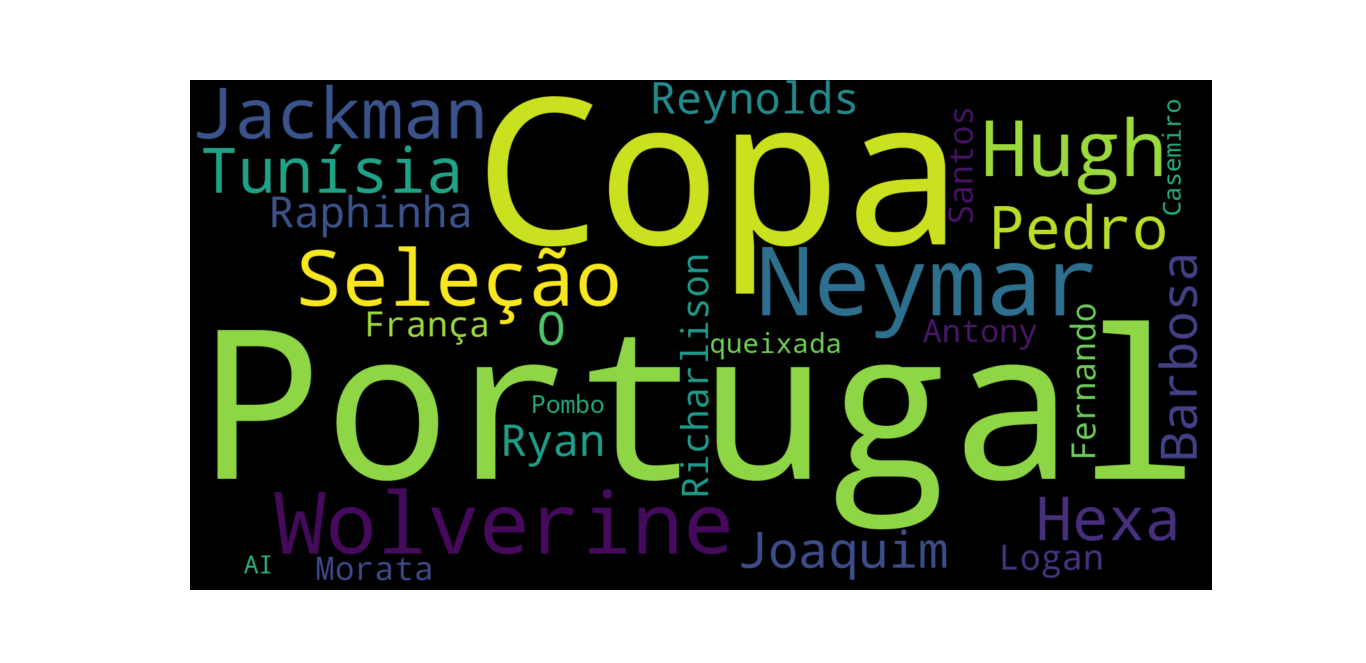 Jackman
Copa
Reynolds
Santos
Hugh
Casemiro
Tunísia
Raphinha
Pedro
Seleção
Neymar
Barbosa
França
O
Richarlison
queixada
Antony
Fernando
Portugal
Pombo
Ryan
Wolverine
Hexa
Joaquim
Logan
AI
Morata